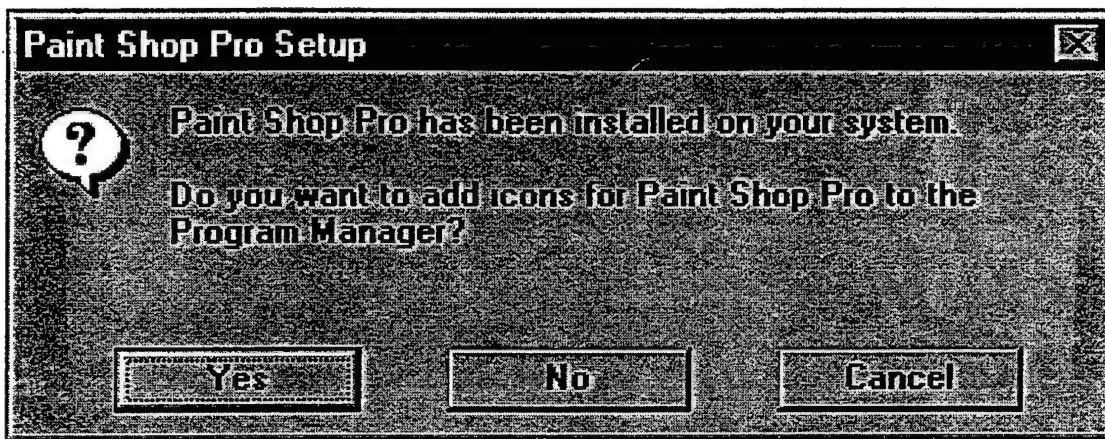 Paint Shop Pro Setup
?
Paint Shop Pro has been installed on your system.
Do you want to add icons for Paint Shop Pro to the
Program Manager?
Yes
No
Cancel